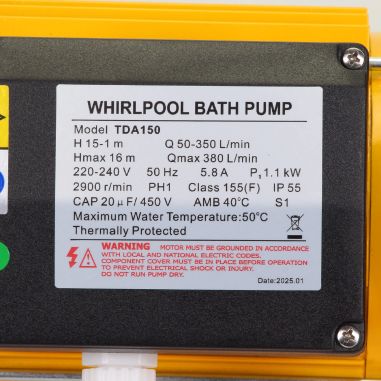 WHIRLPOOL BATH PUMP
Model TDA150
H 15-1 m Q 50-350 L/min
Hmax 16 m Qmax 380 L/min
220-240 V 50 Hz 5.8 A P₁ 1.1 kW
2900 r/min PH1 Class 155(F) IP 55
CAP 20 μF/ 450 V AMB 40°C S1
Maximum Water Temperature:50°C
Thermally Protected
WARNING MOTOR MUST BE GROUNDED IN ACCORDANCE
WITH LOCAL AND NATIONAL ELECTRIC CODES.
COMPONENT COVER MUST BE IN PLACE BEFORE OPERATION
TO PREVENT ELECTRICAL SHOCK OR INJURY.
DO NOT RUN PUMP DRY.
Date:2025.01